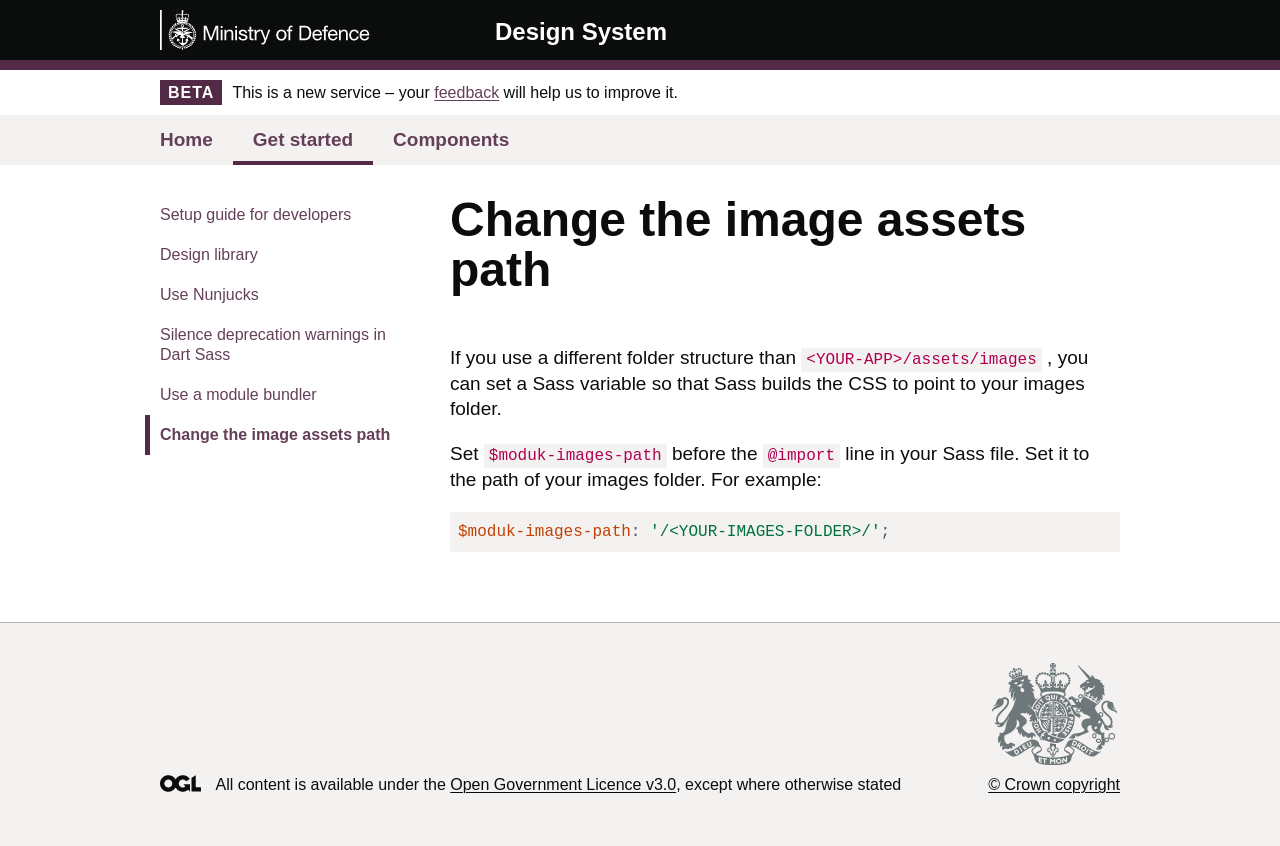 Ministry of Defence
Design System
BETA This is a new service – your feedback will help us to improve it.
Home Get started Components
Setup guide for developers
Design library
Use Nunjucks
Silence deprecation warnings in
Dart Sass
Use a module bundler
Change the image assets path
Change the image assets
path
If you use a different folder structure than <YOUR-APP>/assets/images , you
can set a Sass variable so that Sass builds the CSS to point to your images
folder.
Set $moduk-images-path before the @import line in your Sass file. Set it to
the path of your images folder. For example:
$moduk-images-path: '/<YOUR-IMAGES-FOLDER>/';
DIEU ET MON DROIT
OGL All content is available under the Open Government Licence v3.0, except where otherwise stated
© Crown copyright